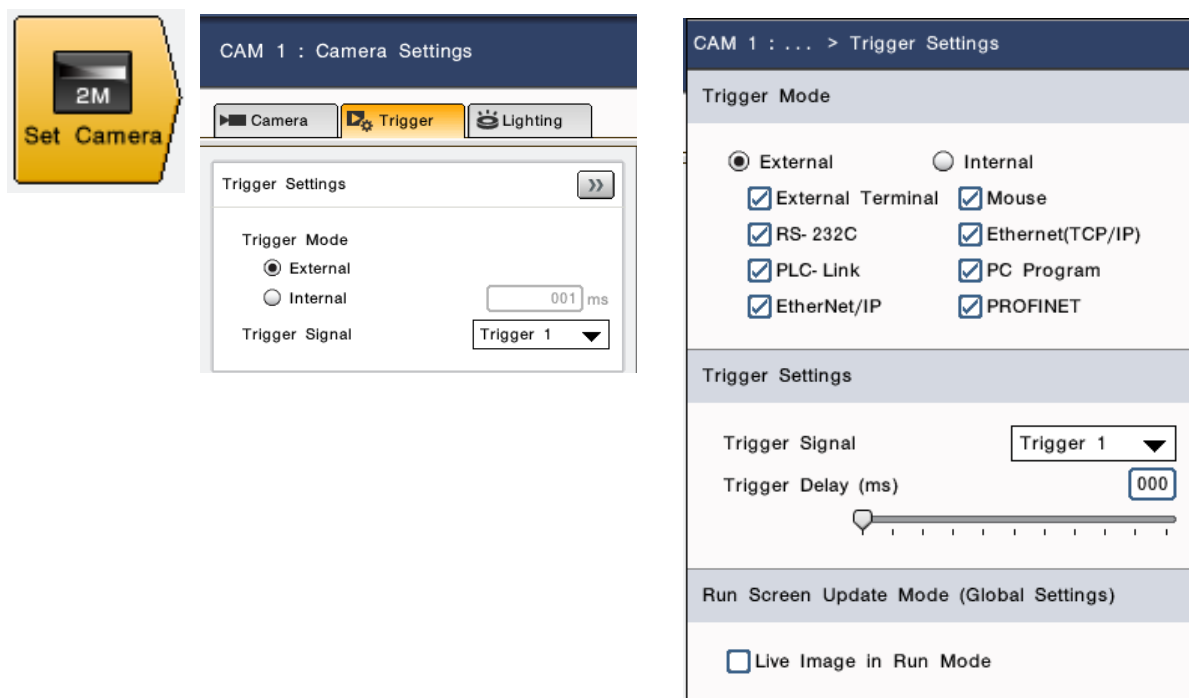 2M
Set Camera
CAM 1 : Camera Settings
Camera
Trigger
Lighting
Trigger Settings
Trigger Mode
External
Internal 001 ms
Trigger Signal Trigger 1
CAM 1 : ... > Trigger Settings
Trigger Mode
External Internal
External Terminal Mouse
RS-232C Ethernet(TCP/IP)
PLC-Link PC Program
EtherNet/IP PROFINET
Trigger Settings
Trigger Signal Trigger 1
Trigger Delay (ms) 000
Run Screen Update Mode (Global Settings)
Live Image in Run Mode